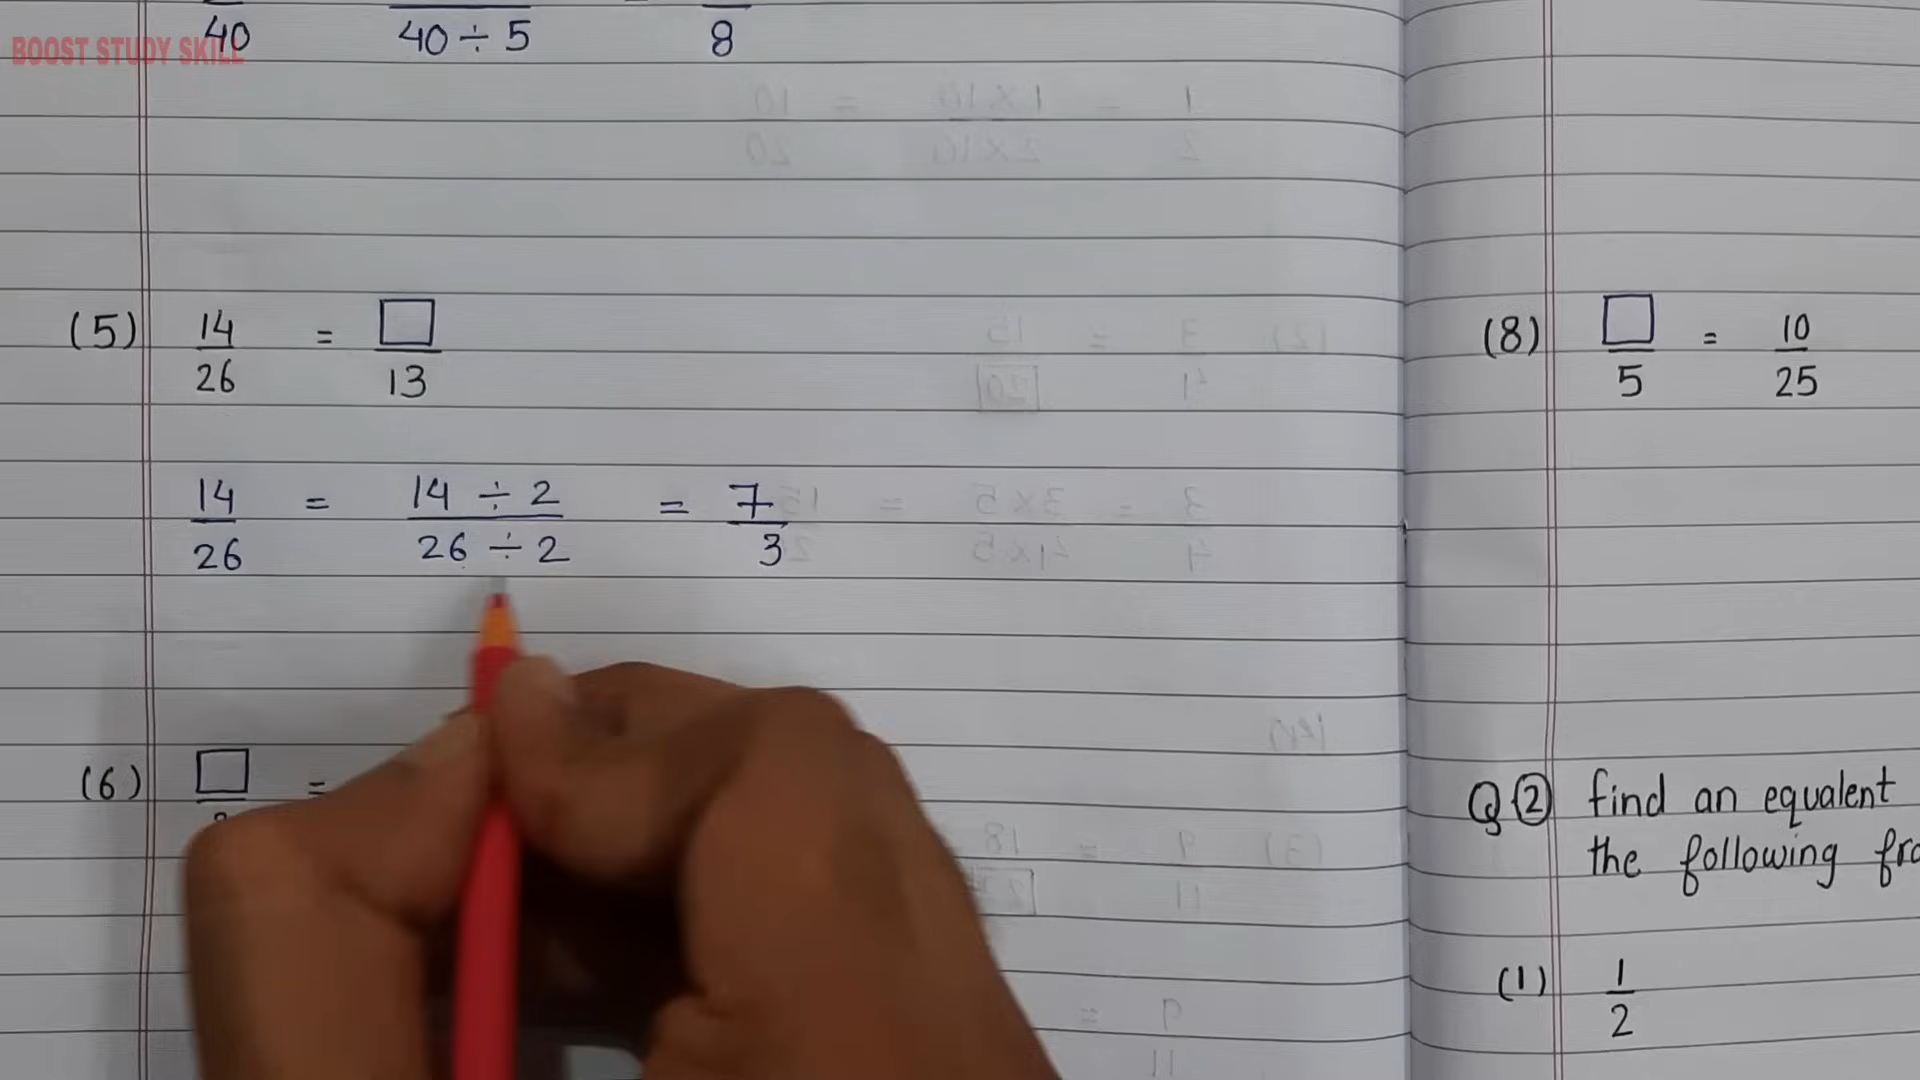 BOOST STUDY SKILL
40 40 ÷ 5 8
(5) 14/26 = □/13
14/26 = 14 ÷ 2/26 ÷ 2 = 7/3
(6) □ =
(8) □/5 = 10/25
Q② find an equalent
the following fra
(1) 1/2